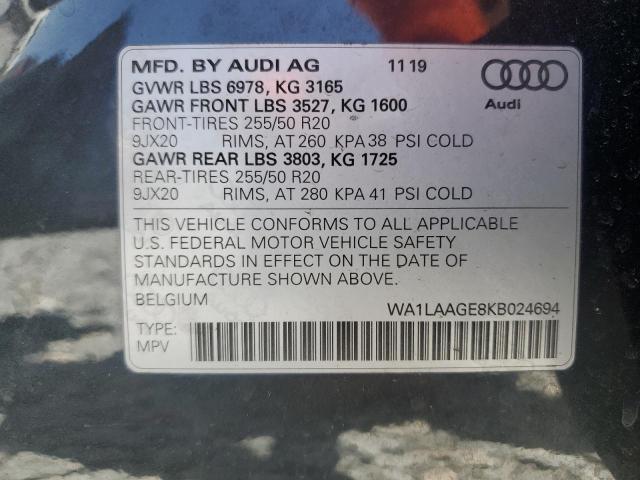 MFD. BY AUDI AG 11 19
GVWR LBS 6978, KG 3165
GAWR FRONT LBS 3527, KG 1600
Audi
FRONT-TIRES 255/50 R20
9JX20 RIMS, AT 260 KPA 38 PSI COLD
GAWR REAR LBS 3803, KG 1725
REAR-TIRES 255/50 R20
9JX20 RIMS, AT 280 KPA 41 PSI COLD
THIS VEHICLE CONFORMS TO ALL APPLICABLE
U.S. FEDERAL MOTOR VEHICLE SAFETY
STANDARDS IN EFFECT ON THE DATE OF
MANUFACTURE SHOWN ABOVE.
BELGIUM WA1LAAGE8KB024694
TYPE:
MPV